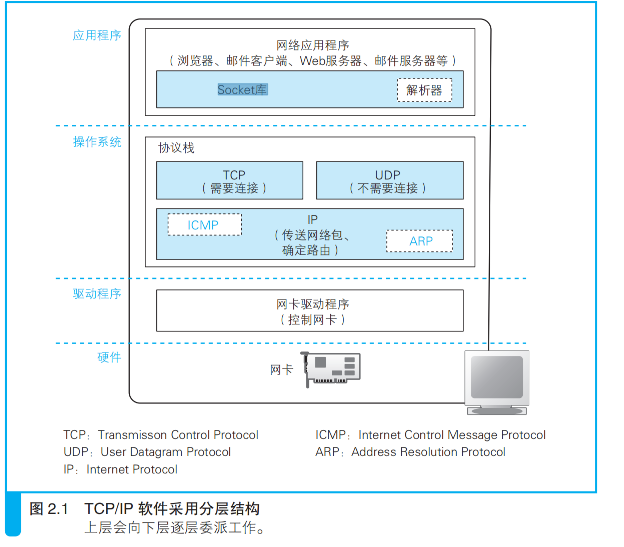 应用程序
网络应用程序
（浏览器、邮件客户端、Web服务器、邮件服务器等）
Socket库
解析器
操作系统
协议栈
TCP
（需要连接）
UDP
（不需要连接）
ICMP
IP
（传送网络包、
确定路由）
ARP
驱动程序
网卡驱动程序
（控制网卡）
硬件
网卡
TCP：Transmisson Control Protocol
ICMP：Internet Control Message Protocol
UDP：User Datagram Protocol
ARP：Address Resolution Protocol
IP：Internet Protocol
图 2.1 TCP/IP 软件采用分层结构
上层会向下层逐层委派工作。